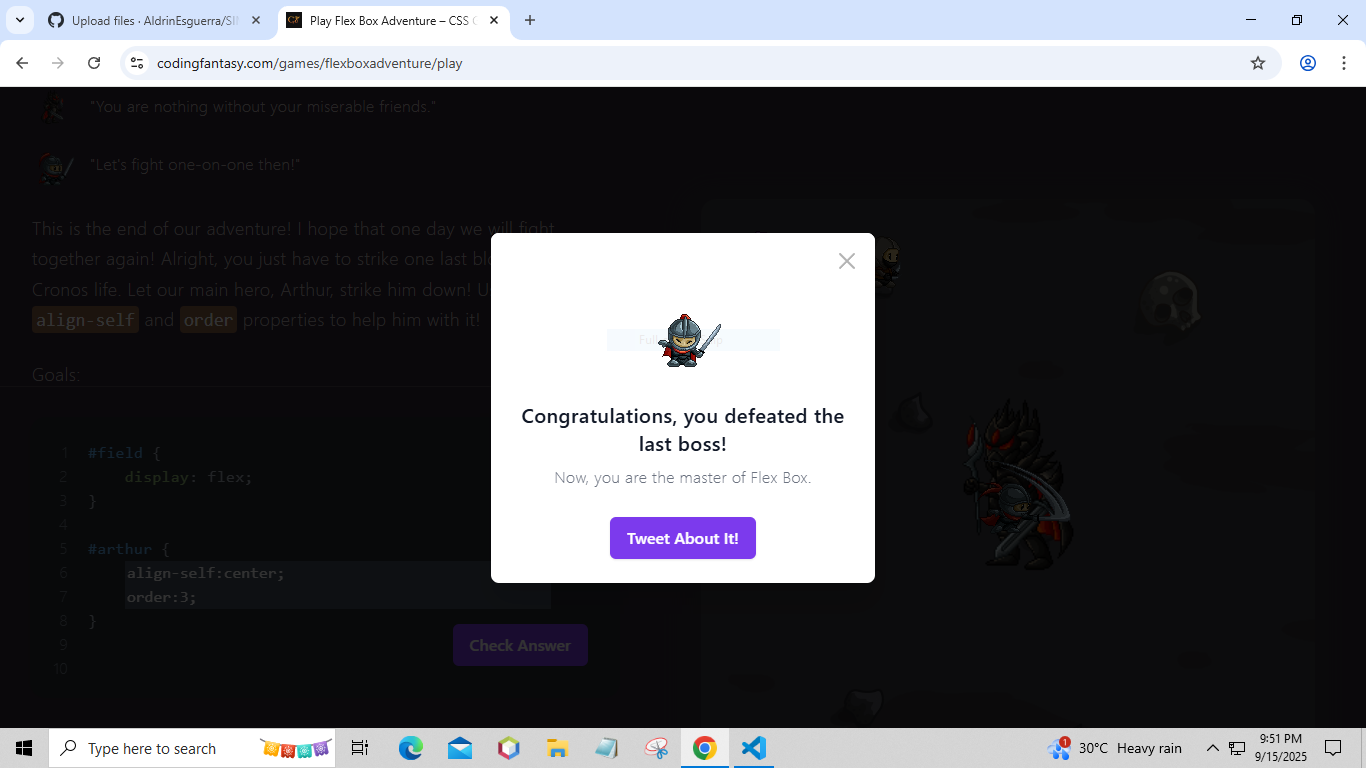 Upload files · AldrinEsguerra/SI
Play Flex Box Adventure – CSS G
codingfantasy.com/games/flexboxadventure/play
"You are nothing without your miserable friends."
"Let's fight one-on-one then!"
This is the end of our adventure! I hope that one day we will fight
together again! Alright, you just have to strike one last blo
Cronos life. Let our main hero, Arthur, strike him down! U
align-self and order properties to help him with it!
Goals:
1 #field {
2 display: flex;
3 }
4
5 #arthur {
6 align-self:center;
7 order:3;
8 }
9
10
Check Answer
Congratulations, you defeated the
last boss!
Now, you are the master of Flex Box.
Tweet About It!
Type here to search
1
30°C Heavy rain
9:51 PM
9/15/2025